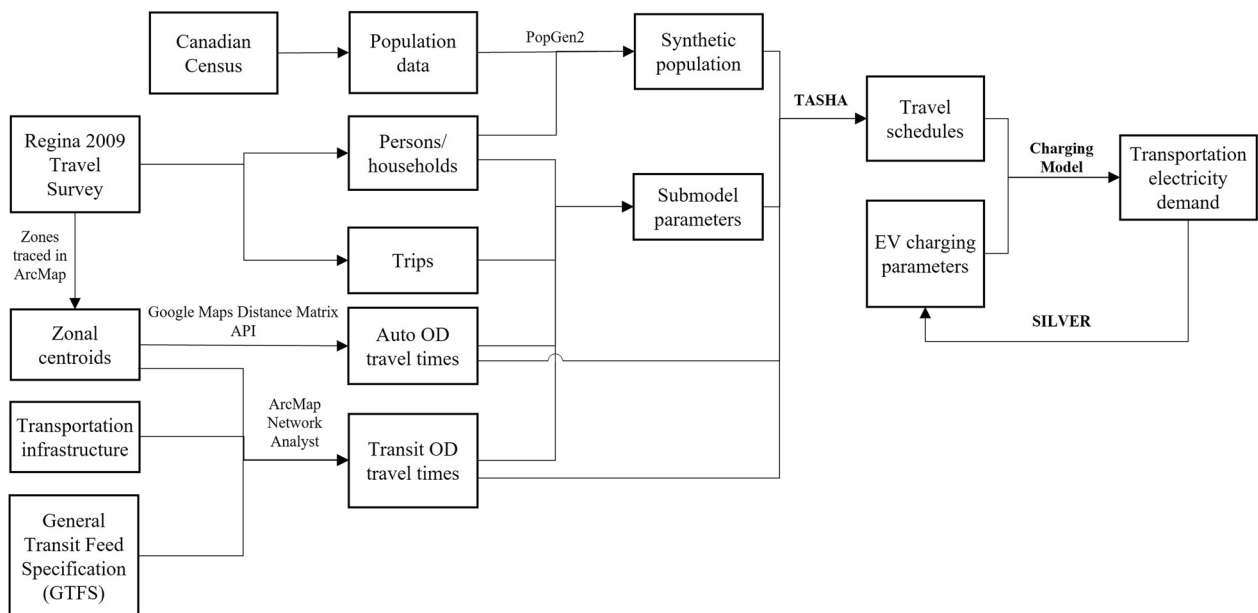 Canadian
Census
Population
data
PopGen2
Synthetic
population
TASHA
Travel
schedules
Regina 2009
Travel
Survey
Persons/
households
Submodel
parameters
Charging
Model
Transportation
electricity
demand
Zones
traced in
ArcMap
Trips
EV charging
parameters
Google Maps Distance Matrix
API
Zonal
centroids
Auto OD
travel times
SILVER
Transportation
infrastructure
ArcMap
Network
Analyst
Transit OD
travel times
General
Transit Feed
Specification
(GTFS)